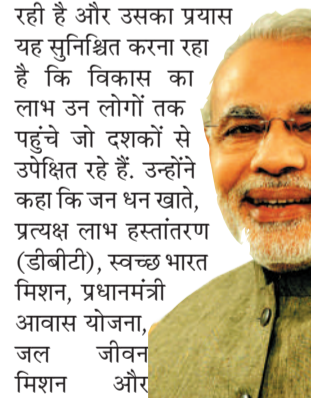 रही है और उसका प्रयास
यह सुनिश्चित करना रहा
है कि विकास का
लाभ उन लोगों तक
पहुंचे जो दशकों से
उपेक्षित रहे हैं. उन्होंने
कहा कि जन धन खाते,
प्रत्यक्ष लाभ हस्तांतरण
(डीबीटी), स्वच्छ भारत
मिशन, प्रधानमंत्री
आवास योजना,
जल जीवन
मिशन और